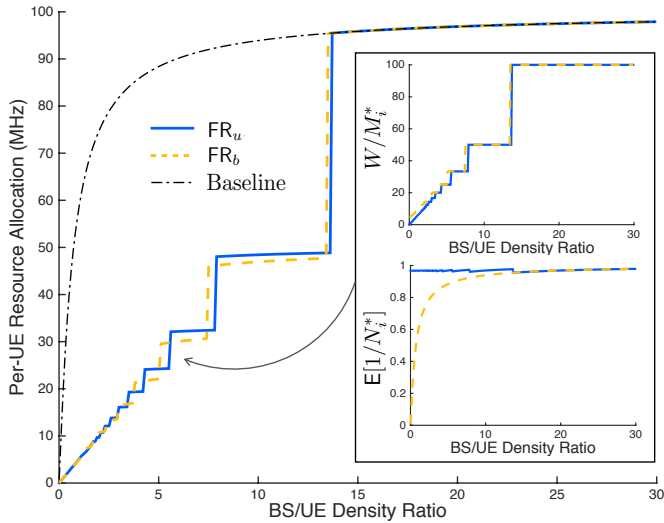 100
90
80
70
60
50
40
30
20
10
0
Per-UE Resource Allocation (MHz)
0 5 10 15 20 25 30
BS/UE Density Ratio
FR_u
FR_b
Baseline
100
80
60
40
20
0
W/M_i^*
0 10 20 30
BS/UE Density Ratio
1
0.8
0.6
0.4
0.2
0
E[1/N_i^*]
0 10 20 30
BS/UE Density Ratio